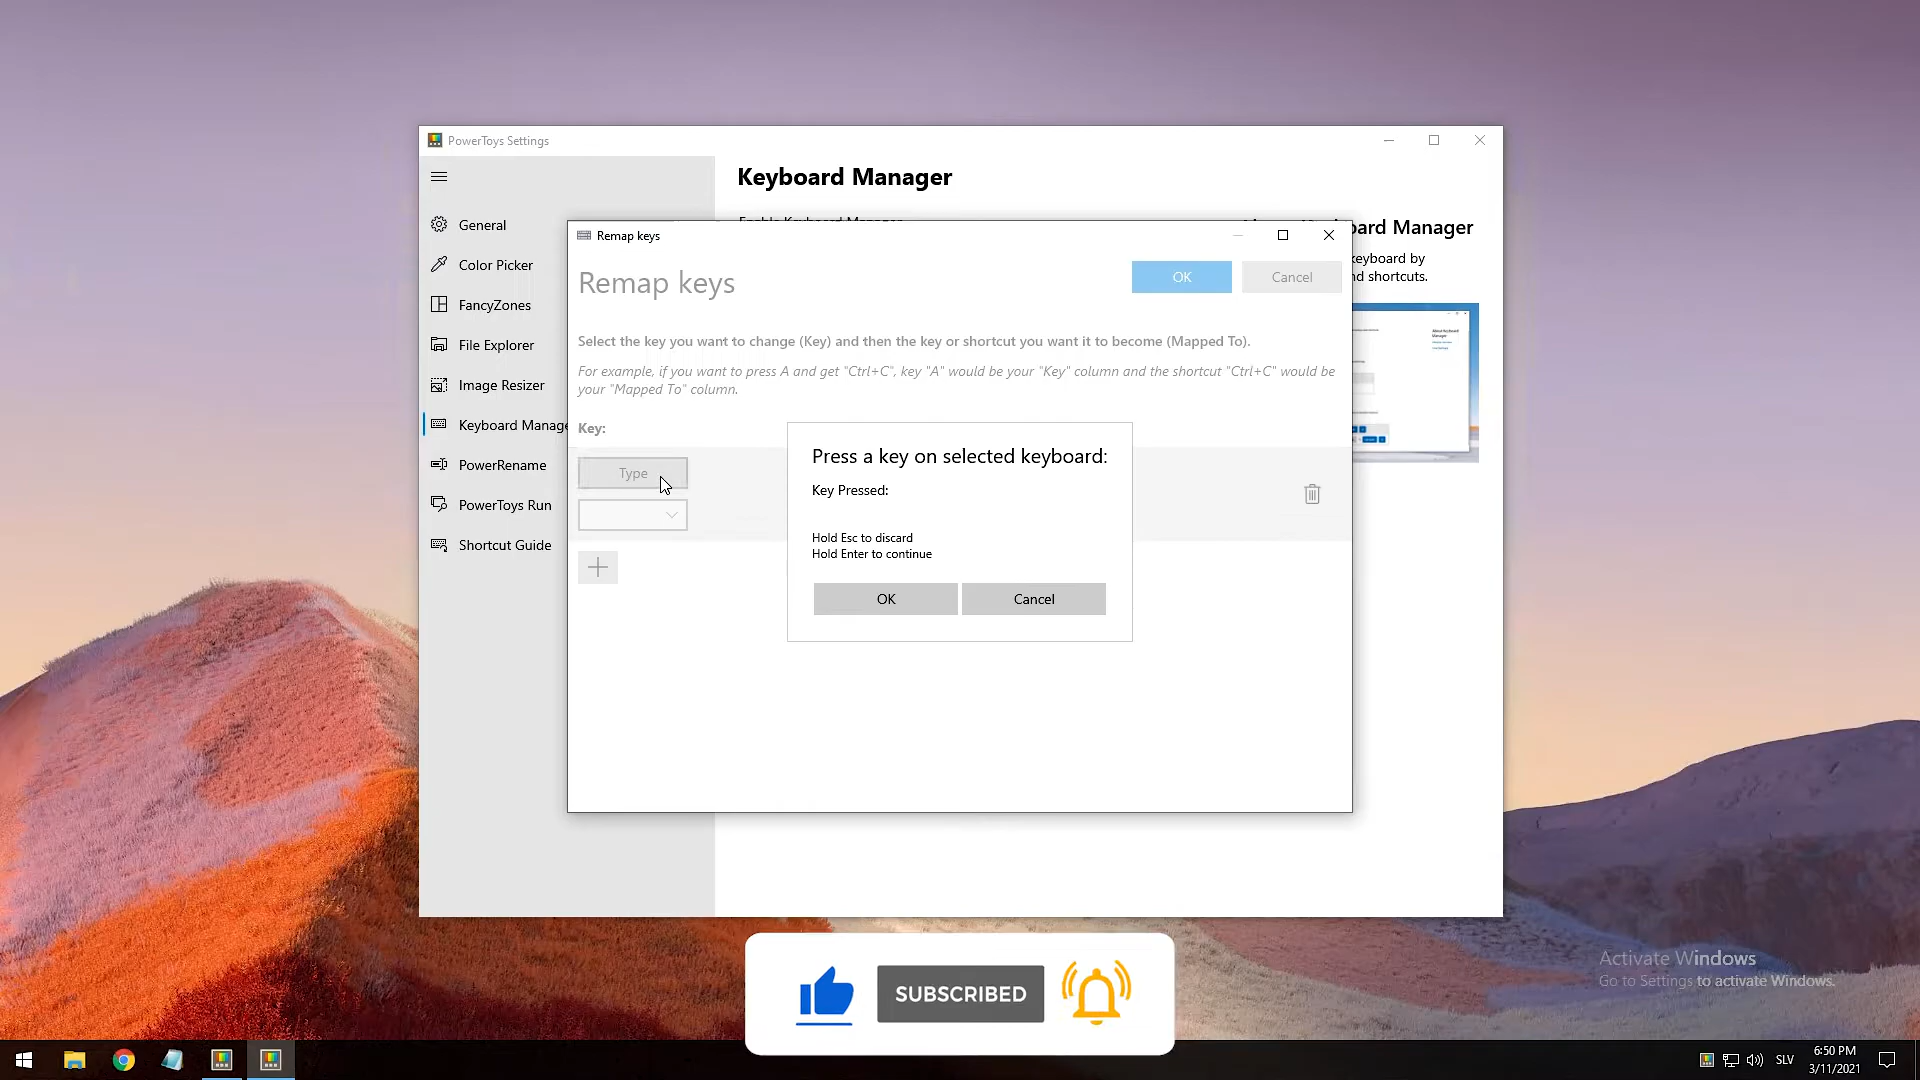 PowerToys Settings
Keyboard Manager
General
Color Picker
FancyZones
File Explorer
Image Resizer
Keyboard Manage
PowerRename
PowerToys Run
Shortcut Guide
Enable Keyboard Manager
ard Manager
keyboard by
nd shortcuts.
Remap keys
Remap keys
OK
Cancel
Select the key you want to change (Key) and then the key or shortcut you want it to become (Mapped To).
For example, if you want to press A and get "Ctrl+C", key "A" would be your "Key" column and the shortcut "Ctrl+C" would be
your "Mapped To" column.
Key:
Type
Press a key on selected keyboard:
Key Pressed:
Hold Esc to discard
Hold Enter to continue
OK
Cancel
SUBSCRIBED
Activate Windows
Go to Settings to activate Windows.
SLV
6:50 PM
3/11/2021